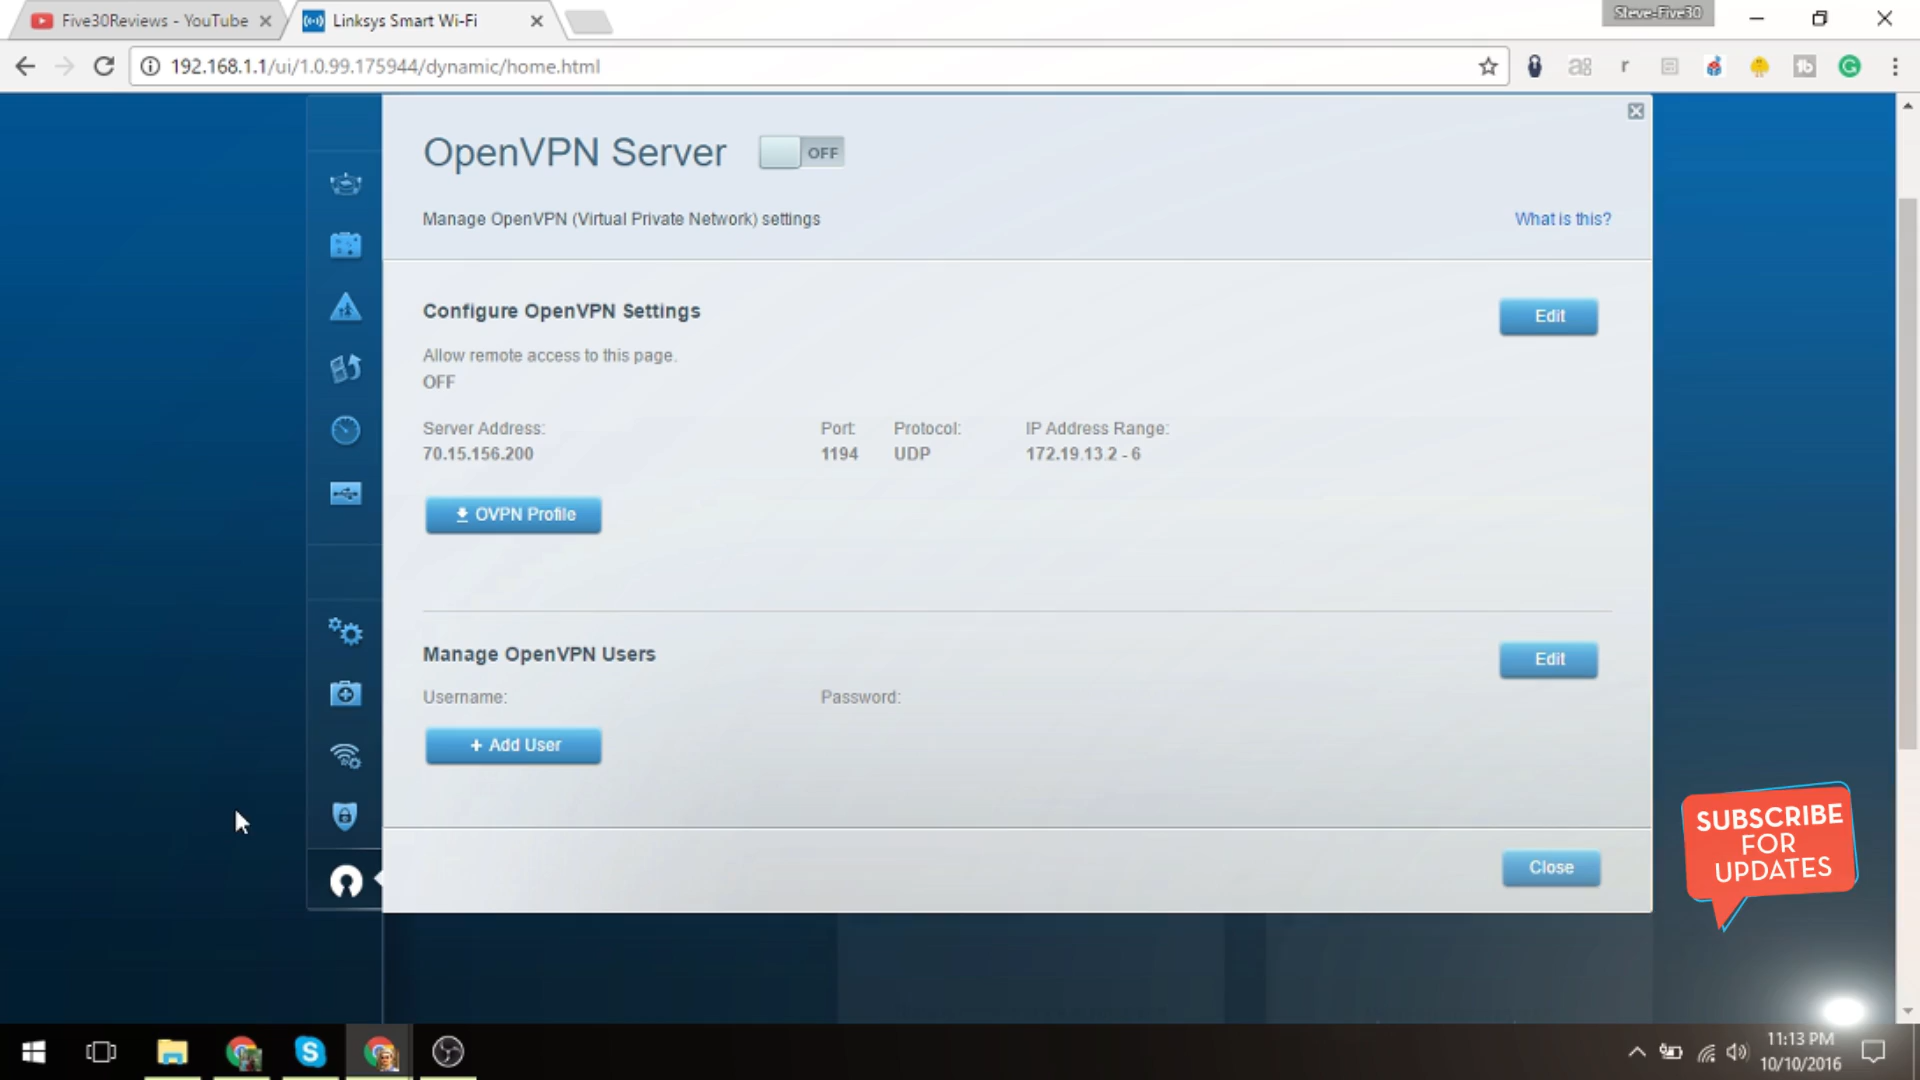 Five30Reviews - YouTube
Linksys Smart Wi-Fi
Steve-Five30
192.168.1.1/ui/1.0.99.175944/dynamic/home.html
OpenVPN Server
OFF
Manage OpenVPN (Virtual Private Network) settings
What is this?
Configure OpenVPN Settings
Edit
Allow remote access to this page.
OFF
Server Address:
Port:
Protocol:
IP Address Range:
70.15.156.200
1194
UDP
172.19.13.2 - 6
OVPN Profile
Manage OpenVPN Users
Edit
Username:
Password:
+ Add User
Close
SUBSCRIBE
FOR
UPDATES
11:13 PM
10/10/2016